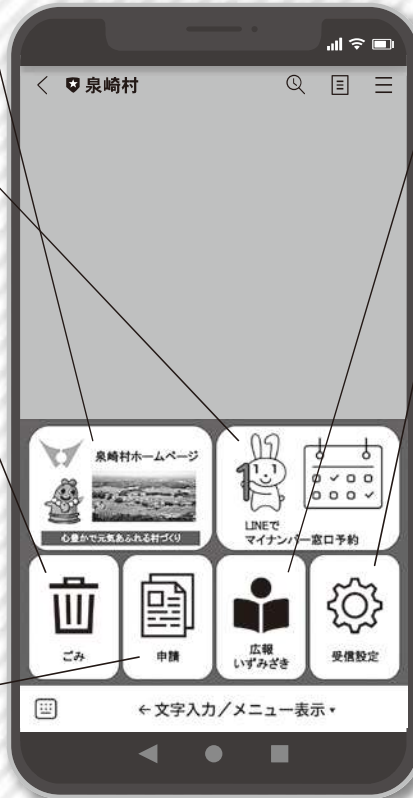 泉崎村
泉崎村ホームページ
心豊かで元気あふれる村づくり
1
LINEで
マイナンバー窓口予約
ごみ
申請
広報
いずみざき
受信設定
←文字入力/メニュー表示▾